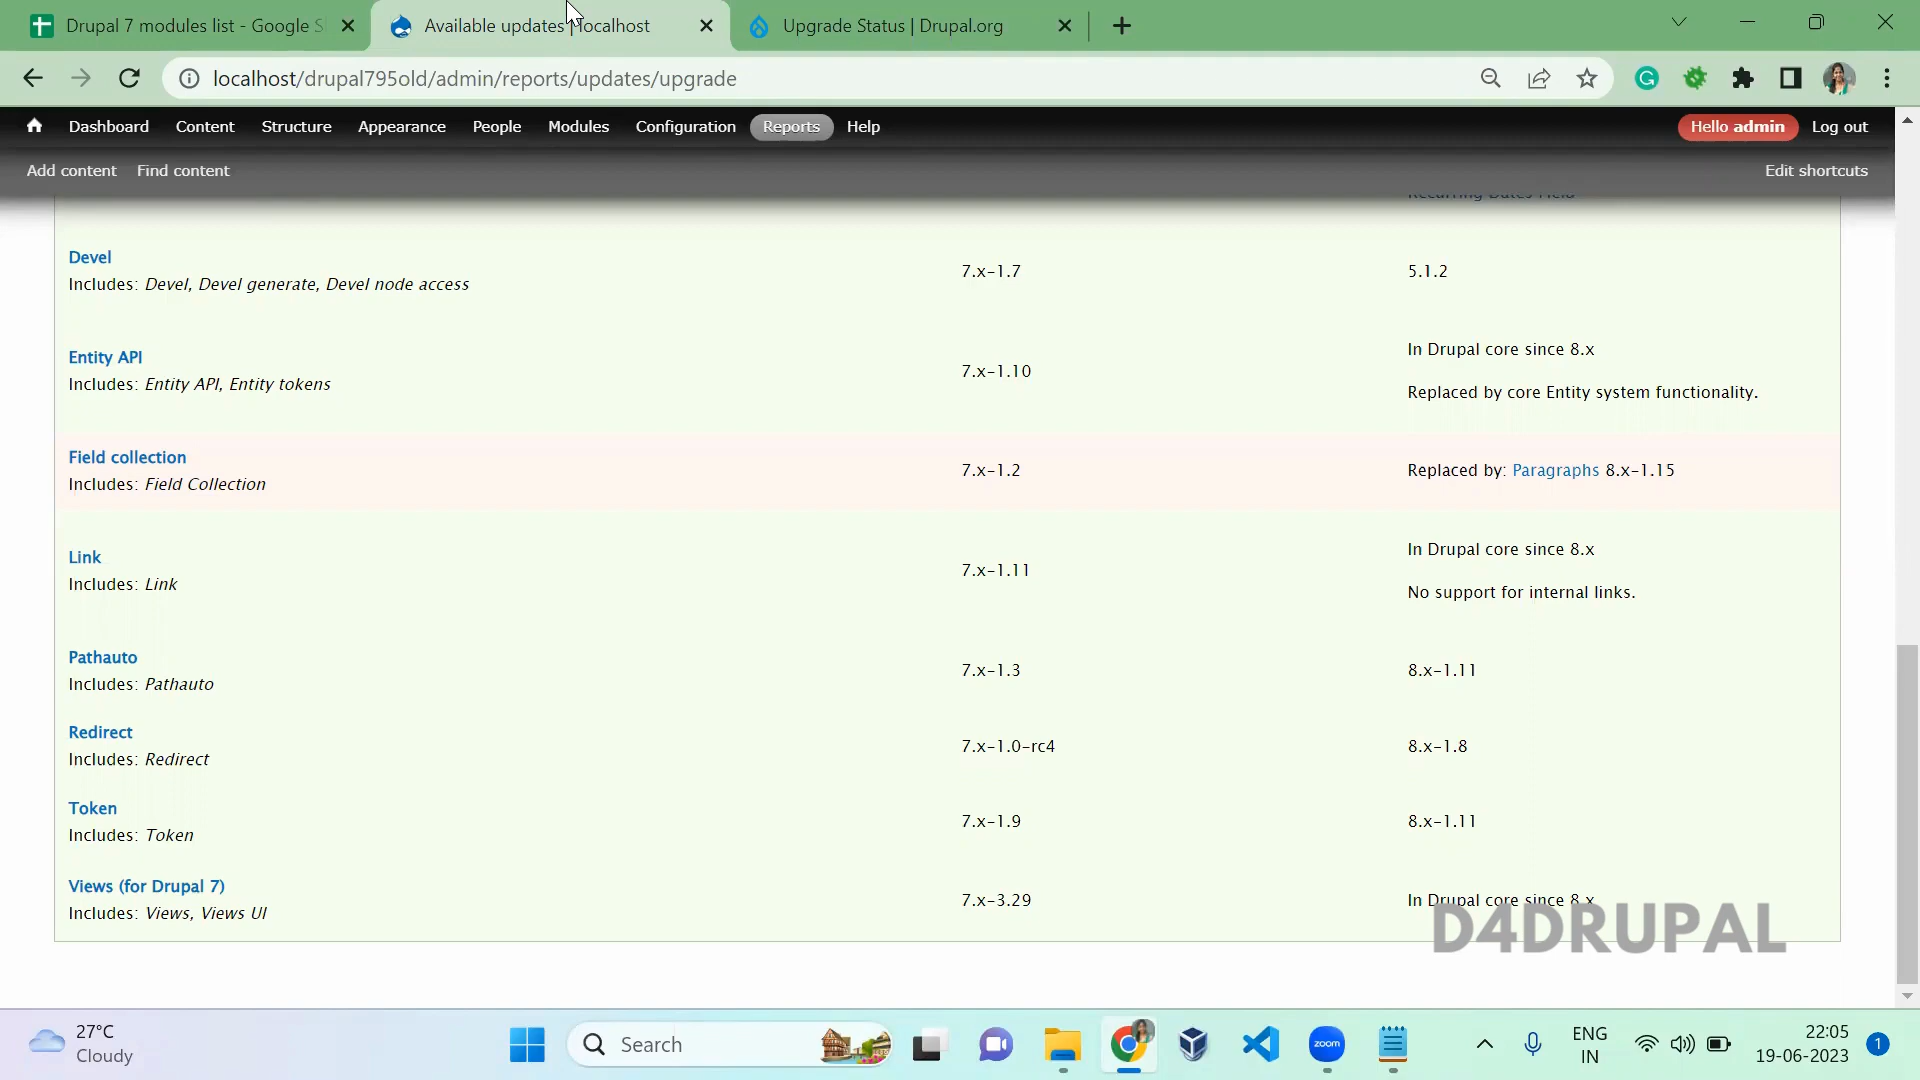 Drupal 7 modules list - Google S
Available updates | localhost
Upgrade Status | Drupal.org
localhost/drupal795old/admin/reports/updates/upgrade
Dashboard Content Structure Appearance People Modules Configuration Reports Help
Hello admin Log out
Add content Find content
Edit shortcuts
Recurring Dates Field
Devel
Includes: Devel, Devel generate, Devel node access
7.x-1.7
5.1.2
Entity API
Includes: Entity API, Entity tokens
7.x-1.10
In Drupal core since 8.x
Replaced by core Entity system functionality.
Field collection
Includes: Field Collection
7.x-1.2
Replaced by: Paragraphs 8.x-1.15
Link
Includes: Link
7.x-1.11
In Drupal core since 8.x
No support for internal links.
Pathauto
Includes: Pathauto
7.x-1.3
8.x-1.11
Redirect
Includes: Redirect
7.x-1.0-rc4
8.x-1.8
Token
Includes: Token
7.x-1.9
8.x-1.11
Views (for Drupal 7)
Includes: Views, Views UI
7.x-3.29
In Drupal core since 8.x
D4DRUPAL
27°C
Cloudy
Search
zoom
ENG
IN
22:05
19-06-2023
1